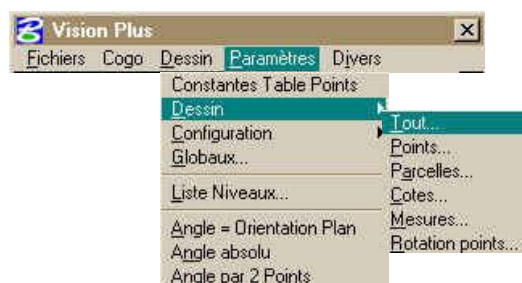 Vision Plus
Fichiers Cogo Dessin Paramètres Divers
Constantes Table Points
Dessin
Configuration
Globaux...
Liste Niveaux...
Angle = Orientation Plan
Angle absolu
Angle par 2 Points
Tout...
Points...
Parcelles...
Cotes...
Mesures...
Rotation points...